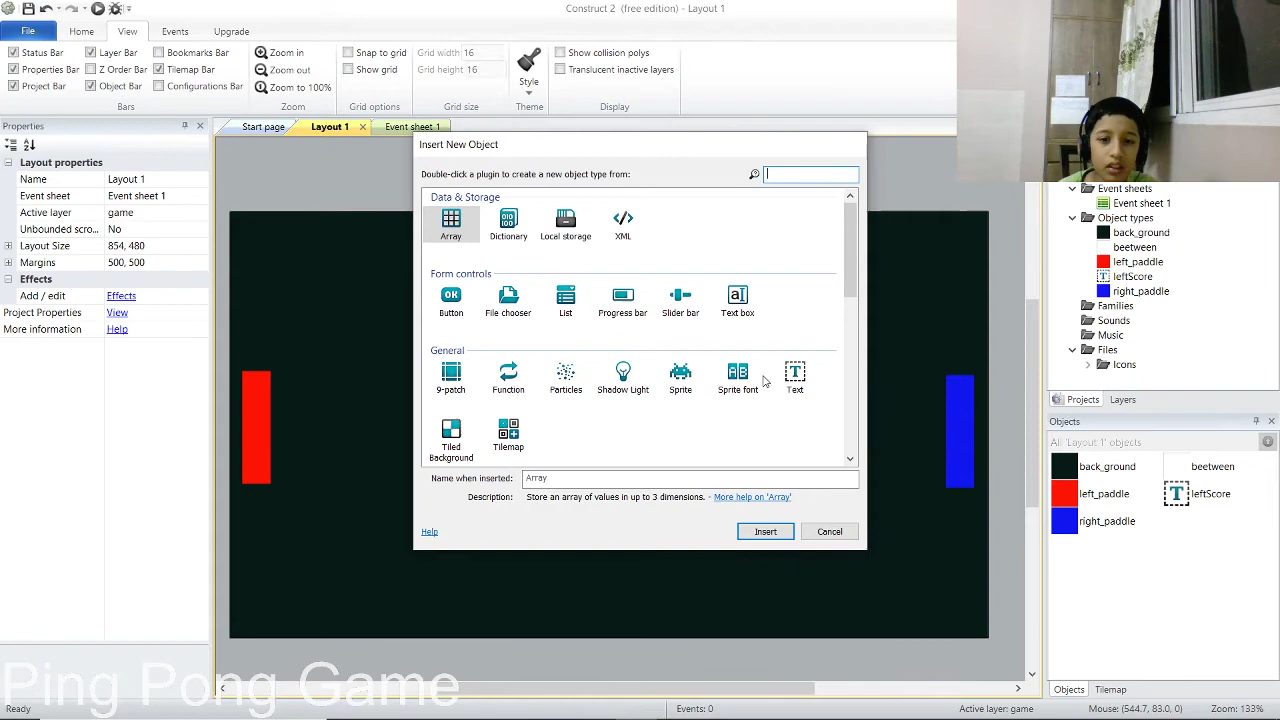 Construct 2 (free edition) - Layout 1
File Home View Events Upgrade
Status Bar Layer Bar Bookmarks Bar
Properties Bar Z Order Bar Tilemap Bar
Project Bar Object Bar Configurations Bar
Bars
Zoom in
Zoom out
Zoom to 100%
Zoom
Snap to grid
Show grid
Grid options
Grid width 16
Grid height 16
Grid size
Style
Theme
Show collision polys
Translucent inactive layers
Display
Properties
Start page Layout 1 Event sheet 1
Layout properties
Name Layout 1
Event sheet Event sheet 1
Active layer game
Unbounded scro... No
Layout Size 854, 480
Margins 500, 500
Effects
Add / edit Effects
Project Properties View
More information Help
Insert New Object
Double-click a plugin to create a new object type from:
Data & Storage
Array Dictionary Local storage XML
Form controls
OK aI
Button File chooser List Progress bar Slider bar Text box
General
AB T
9-patch Function Particles Shadow Light Sprite Sprite font Text
Tiled Background Tilemap
Name when inserted: Array
Description: Store an array of values in up to 3 dimensions. - More help on 'Array'
Help Insert Cancel
Event sheets
Event sheet 1
Object types
back_ground
beetween
left_paddle
T leftScore
right_paddle
Families
Sounds
Music
Files
Icons
Projects Layers
Objects
All 'Layout 1' objects
back_ground beetween
left_paddle T leftScore
right_paddle
Objects Tilemap
Ping Pong Game
Ready Events: 0 Active layer: game Mouse: (544.7, 83.0, 0) Zoom: 133%